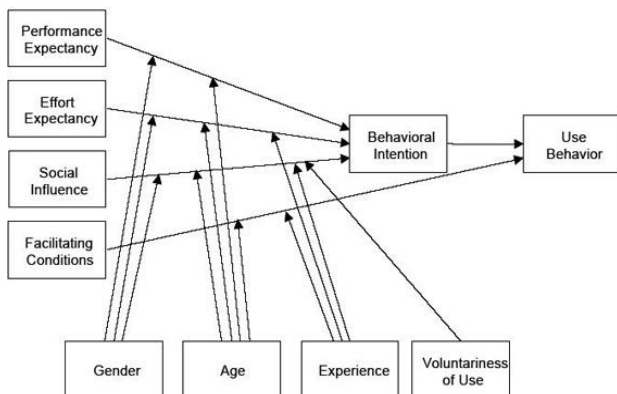 Performance
Expectancy
Effort
Expectancy
Social
Influence
Facilitating
Conditions
Behavioral
Intention
Use
Behavior
Gender
Age
Experience
Voluntariness
of Use